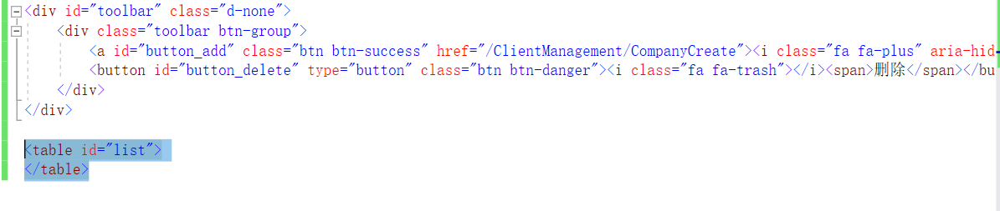 <div id="toolbar" class="d-none">
<div class="toolbar btn-group">
<a id="button_add" class="btn btn-success" href="/ClientManagement/CompanyCreate"><i class="fa fa-plus" aria-hid
<button id="button_delete" type="button" class="btn btn-danger"><i class="fa fa-trash"></i><span>删除</span></bu
</div>
</div>
<table id="list">
</table>